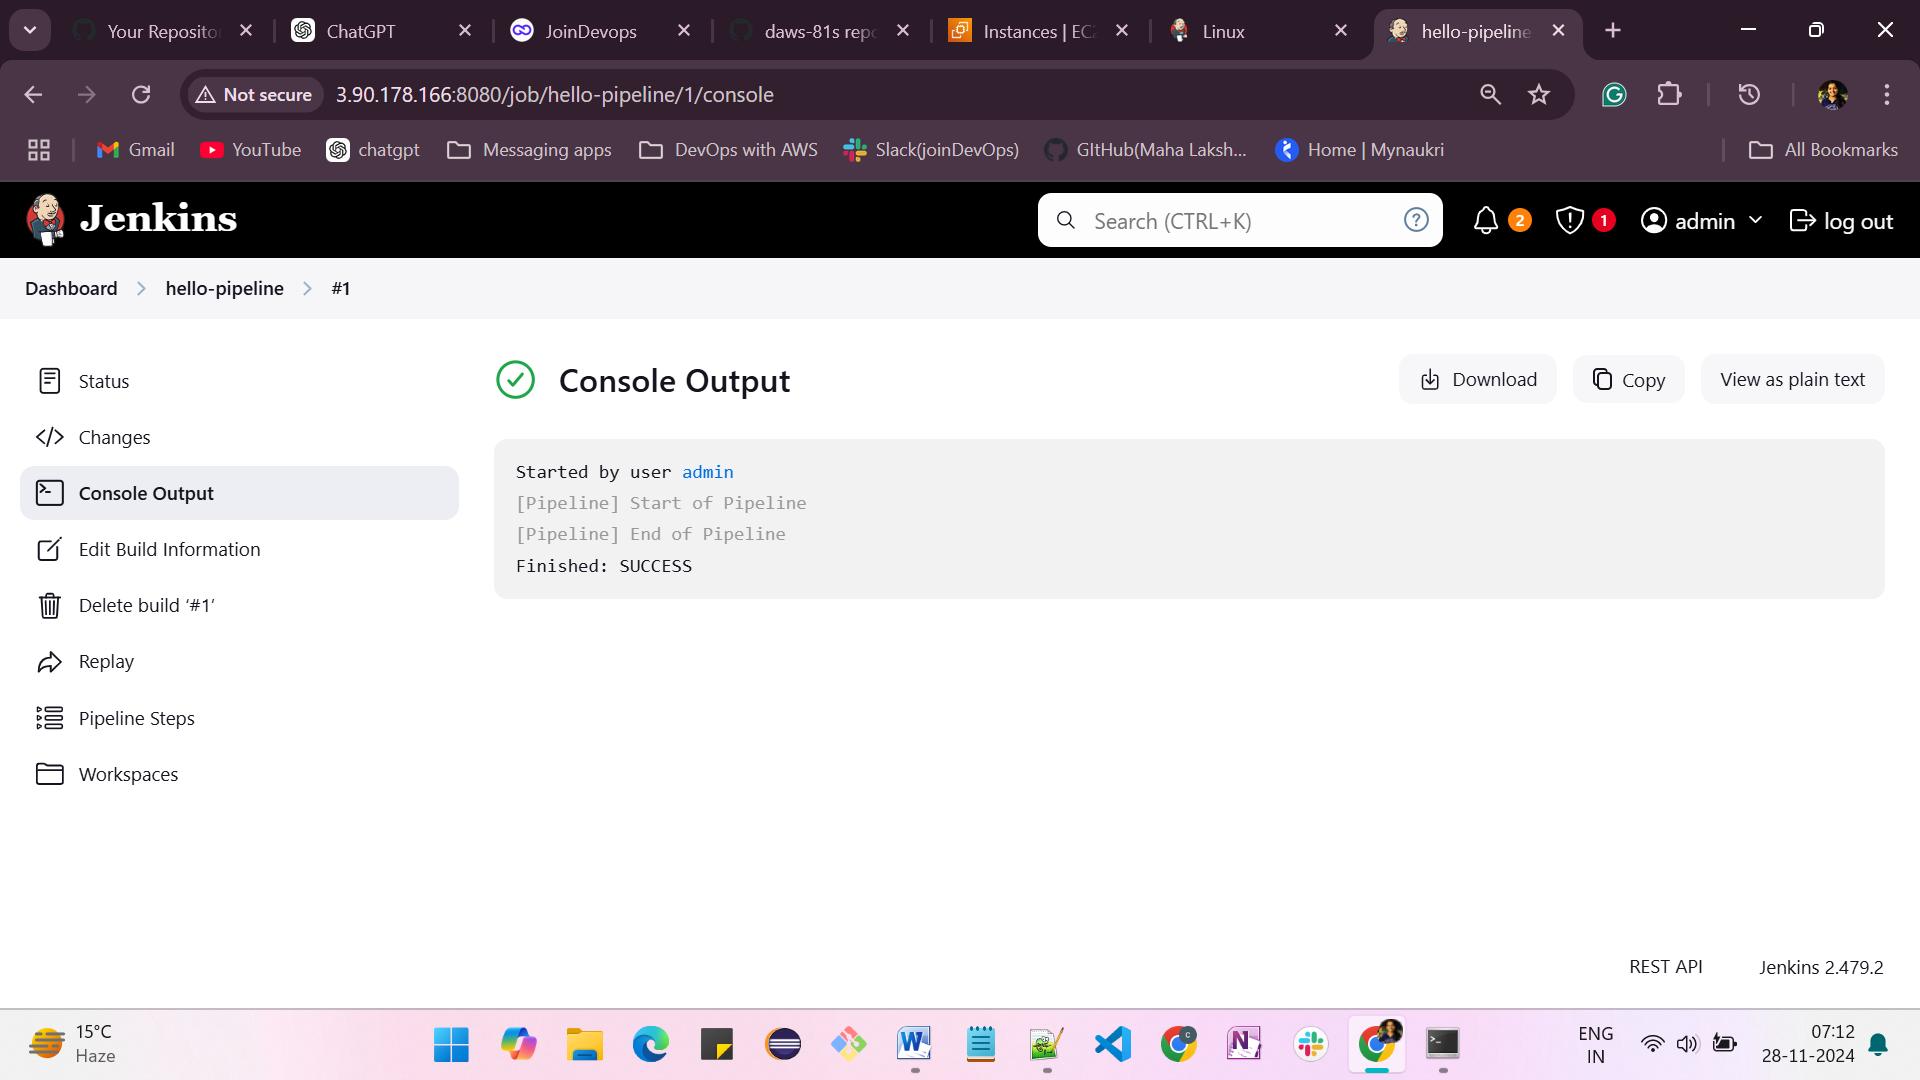 Your Reposito
ChatGPT
JoinDevops
daws-81s repo
Instances | EC2
Linux
hello-pipeline
Not secure
3.90.178.166:8080/job/hello-pipeline/1/console
Gmail
YouTube
chatgpt
Messaging apps
DevOps with AWS
Slack(joinDevOps)
GItHub(Maha Laksh...
Home | Mynaukri
All Bookmarks
Jenkins
Search (CTRL+K)
2
1
admin
log out
Dashboard
hello-pipeline
#1
Status
Changes
Console Output
Edit Build Information
Delete build ‘#1’
Replay
Pipeline Steps
Workspaces
Console Output
Download
Copy
View as plain text
Started by user admin
[Pipeline] Start of Pipeline
[Pipeline] End of Pipeline
Finished: SUCCESS
REST API
Jenkins 2.479.2
15°C
Haze
ENG
IN
07:12
28-11-2024